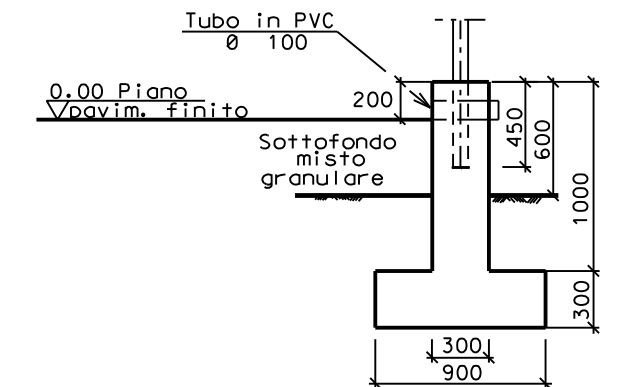 Tubo in PVC
Ø 100
0.00 Piano
pavim. finito
200
Sottofondo
misto
granulare
450
600
1000
300
300
900